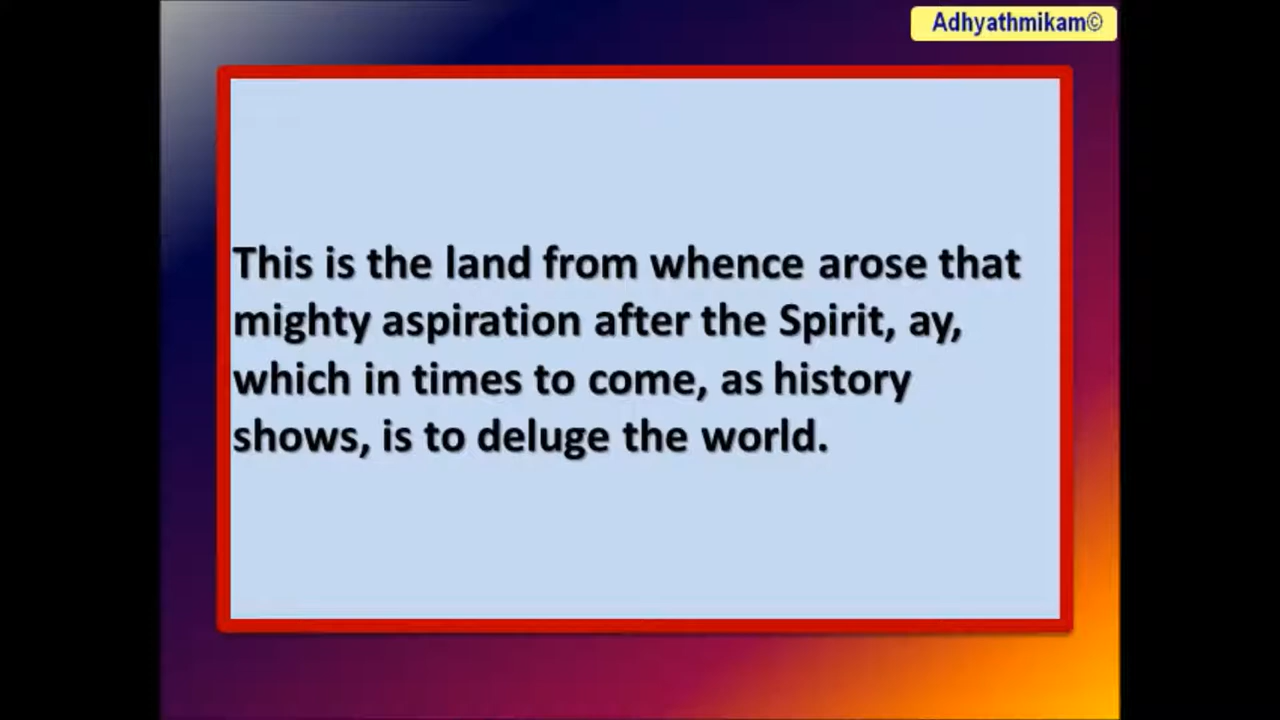 Adhyathmikam©
This is the land from whence arose that
mighty aspiration after the Spirit, ay,
which in times to come, as history
shows, is to deluge the world.